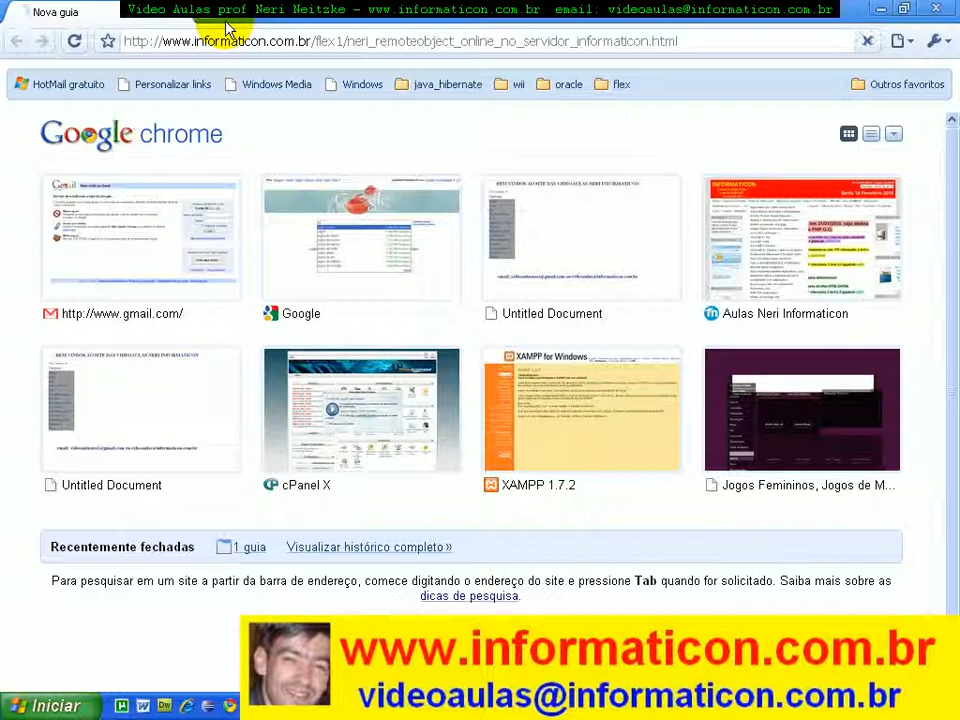 Nova guia
Video Aulas prof Neri Neitzke - www.informaticon.com.br email: videoaulas@informaticon.com.br
http://www.informaticon.com.br/flex1/neri_remoteobject_online_no_servidor_informaticon.html
HotMail gratuito Personalizar links Windows Media Windows java_hibernate wii oracle flex Outros favoritos
Google chrome
http://www.gmail.com/ Google Untitled Document Aulas Neri Informaticon
XAMPP for Windows
Untitled Document cPanel X XAMPP 1.7.2 Jogos Femininos, Jogos de M...
Recentemente fechadas 1 guia Visualizar histórico completo »
Para pesquisar em um site a partir da barra de endereço, comece digitando o endereço do site e pressione Tab quando for solicitado. Saiba mais sobre as
dicas de pesquisa.
www.informaticon.com.br
videoaulas@informaticon.com.br
Iniciar